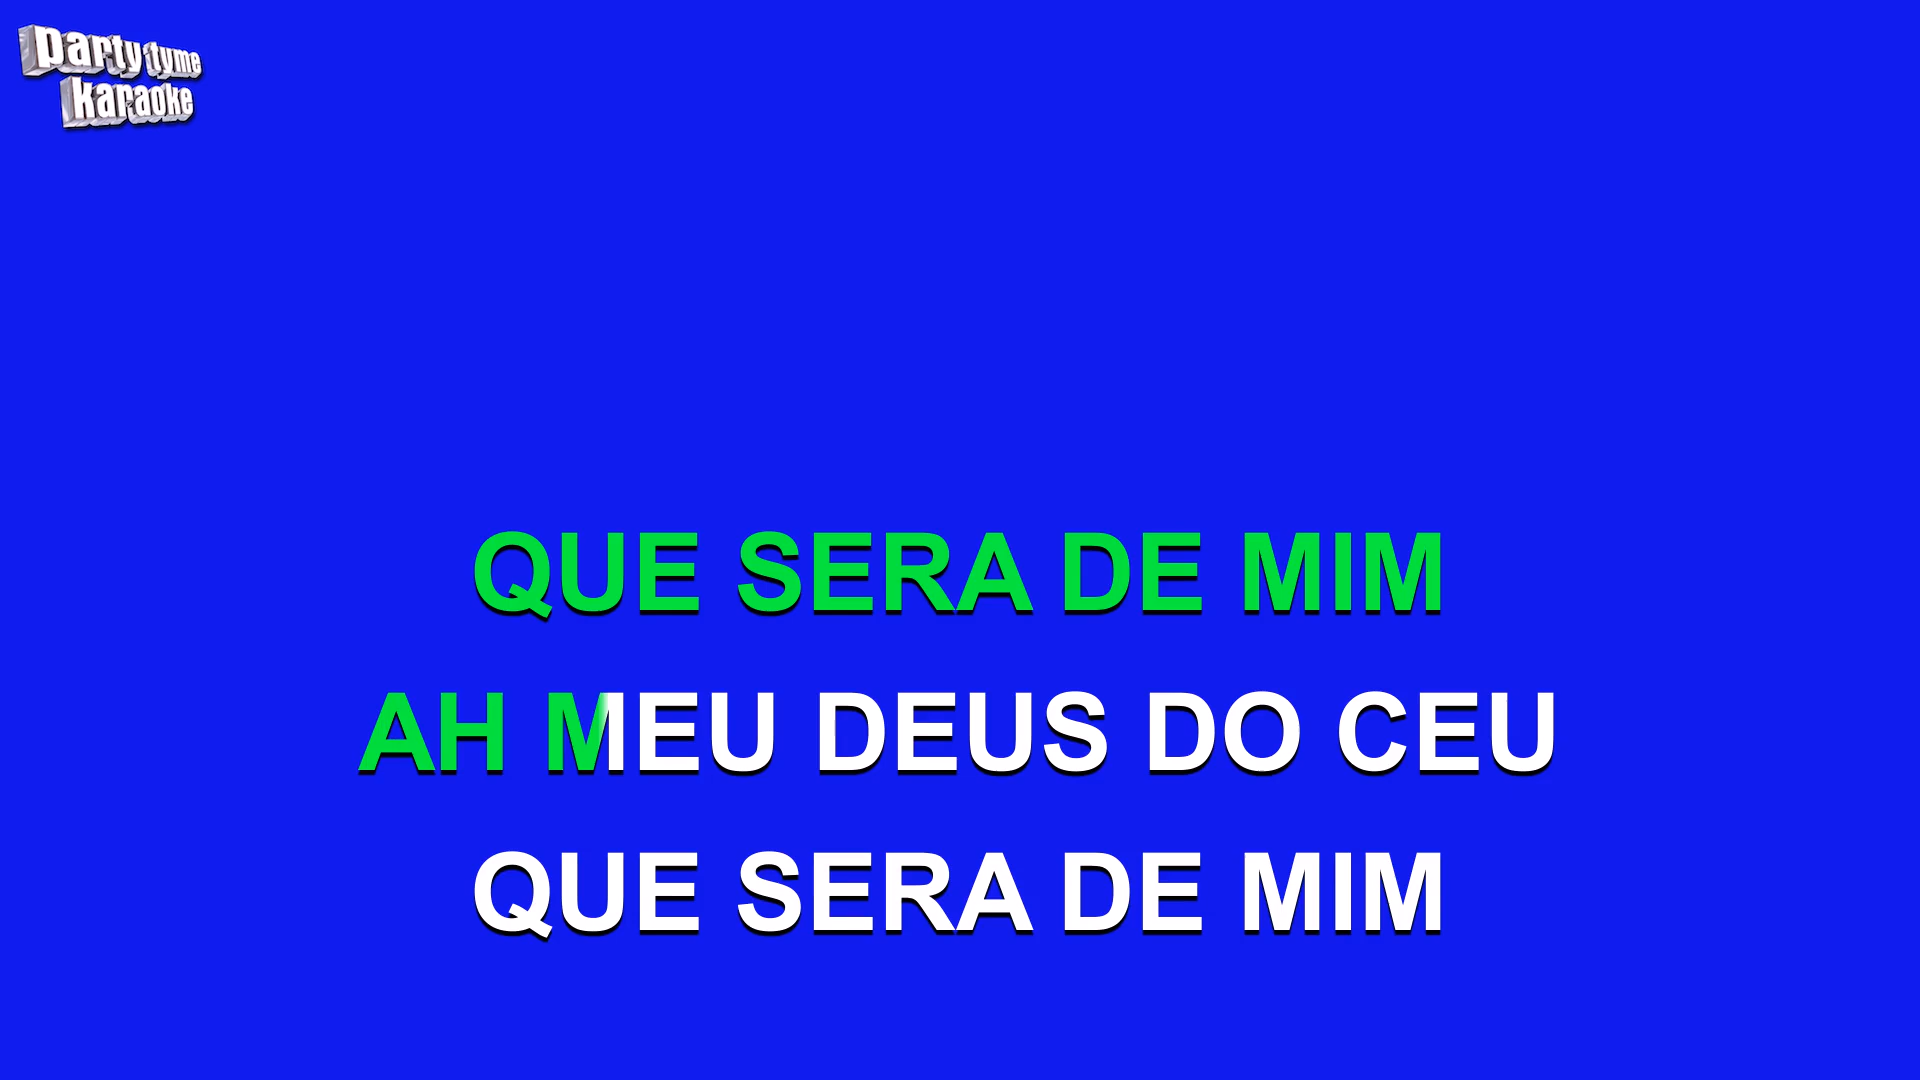 party tyme
karaoke
QUE SERA DE MIM
AH MEU DEUS DO CEU
QUE SERA DE MIM